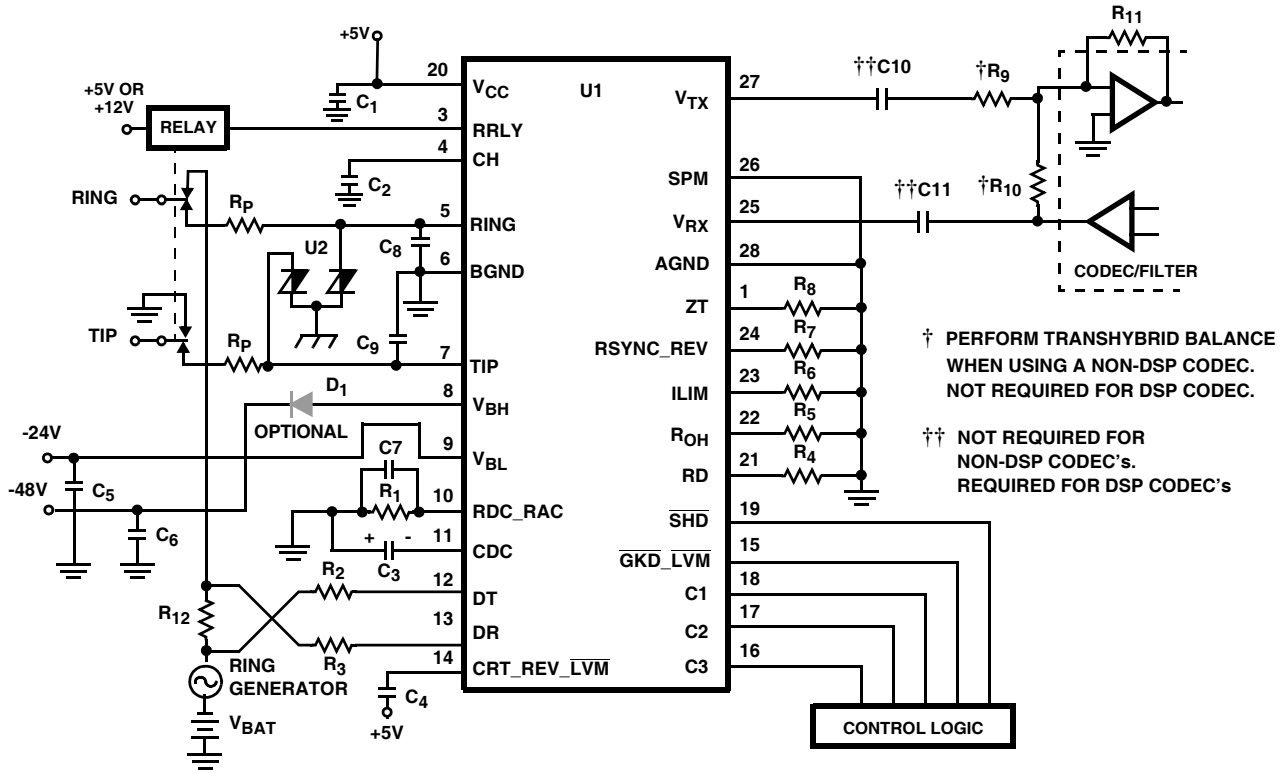 +5V
+5V OR
+12V
RELAY
RING
TIP
C1
C2
RP
U2
C8
C9
RP
D1
OPTIONAL
-24V
-48V
C5
C6
C7
R1
+ -
C3
R2
R3
R12
RING
GENERATOR
VBAT
C4
+5V
U1
20 VCC
3 RRLY
4 CH
5 RING
6 BGND
7 TIP
8 VBH
9 VBL
10 RDC_RAC
11 CDC
12 DT
13 DR
14 CRT_REV_LVM
VTX 27
SPM 26
VRX 25
AGND 28
ZT 1
RSYNC_REV 24
ILIM 23
ROH 22
RD 21
SHD 19
GKD_LVM 15
C1 18
C2 17
C3 16
R8
R7
R6
R5
R4
††C10
†R9
R11
†R10
††C11
CODEC/FILTER
† PERFORM TRANSHYBRID BALANCE
WHEN USING A NON-DSP CODEC.
NOT REQUIRED FOR DSP CODEC.
†† NOT REQUIRED FOR
NON-DSP CODEC's.
REQUIRED FOR DSP CODEC's
CONTROL LOGIC